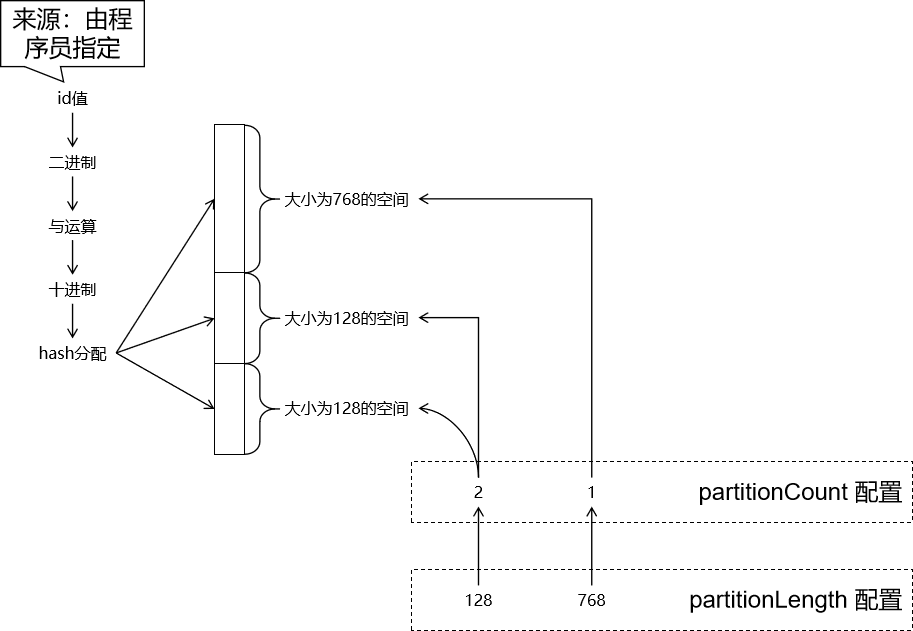 来源：由程
序员指定
id值
二进制
与运算
十进制
hash分配
大小为768的空间
大小为128的空间
大小为128的空间
2
1
partitionCount 配置
128
768
partitionLength 配置